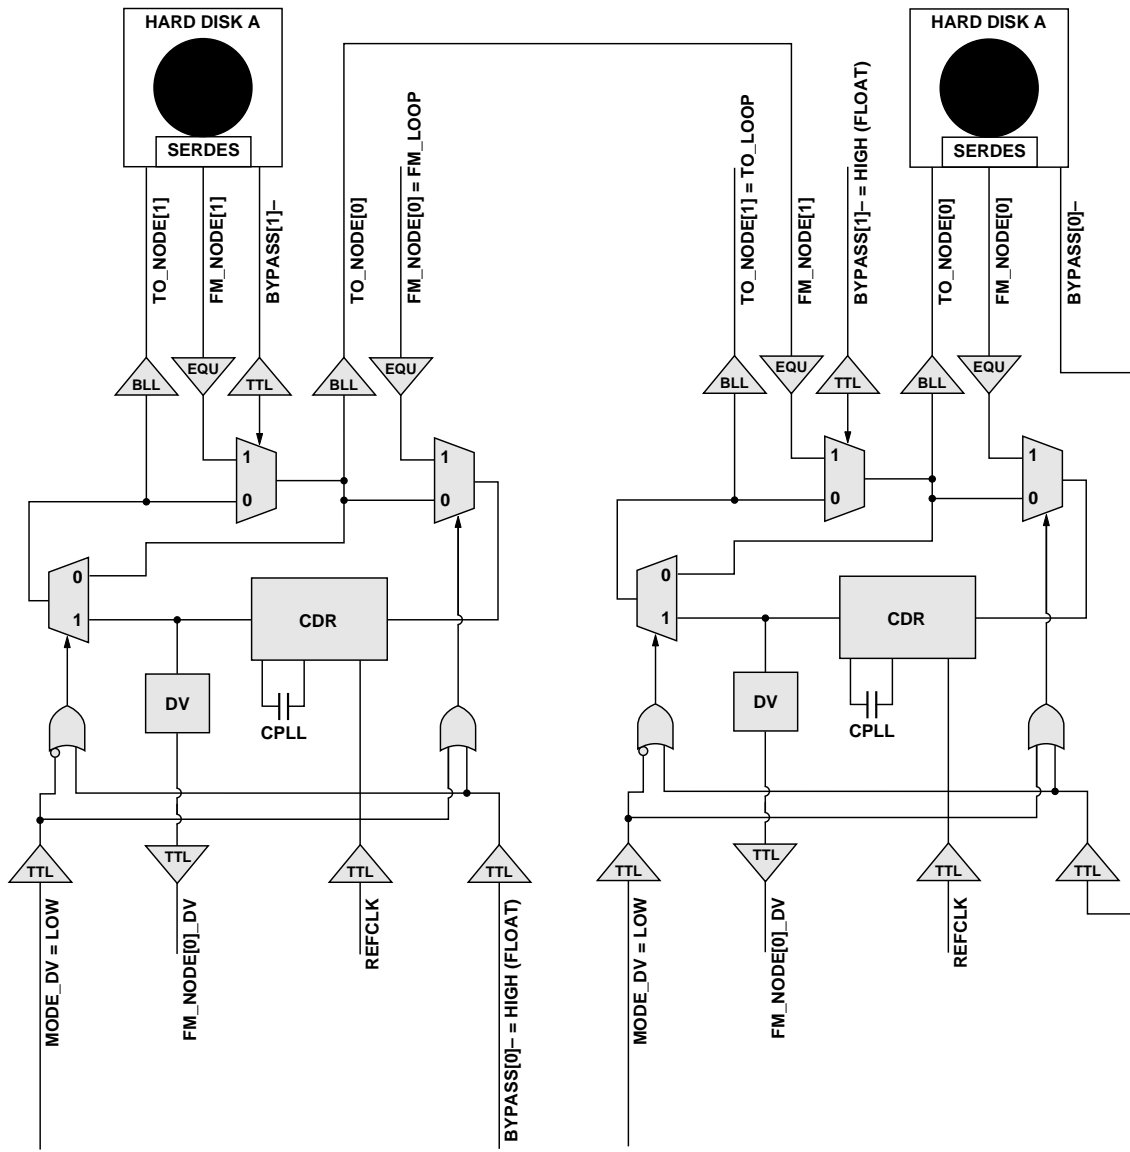 HARD DISK A
SERDES
TO_NODE[1]
FM_NODE[1]
BYPASS[1]–
TO_NODE[0]
FM_NODE[0] = FM_LOOP
BLL
EQU
TTL
BLL
EQU
1
0
1
0
0
1
CDR
DV
CPLL
TTL
TTL
TTL
TTL
MODE_DV = LOW
FM_NODE[0]_DV
REFCLK
BYPASS[0]– = HIGH (FLOAT)
HARD DISK A
SERDES
TO_NODE[1] = TO_LOOP
FM_NODE[1]
BYPASS[1]– = HIGH (FLOAT)
TO_NODE[0]
FM_NODE[0]
BYPASS[0]–
BLL
EQU
TTL
BLL
EQU
1
0
1
0
0
1
CDR
DV
CPLL
TTL
TTL
TTL
TTL
MODE_DV = LOW
FM_NODE[0]_DV
REFCLK